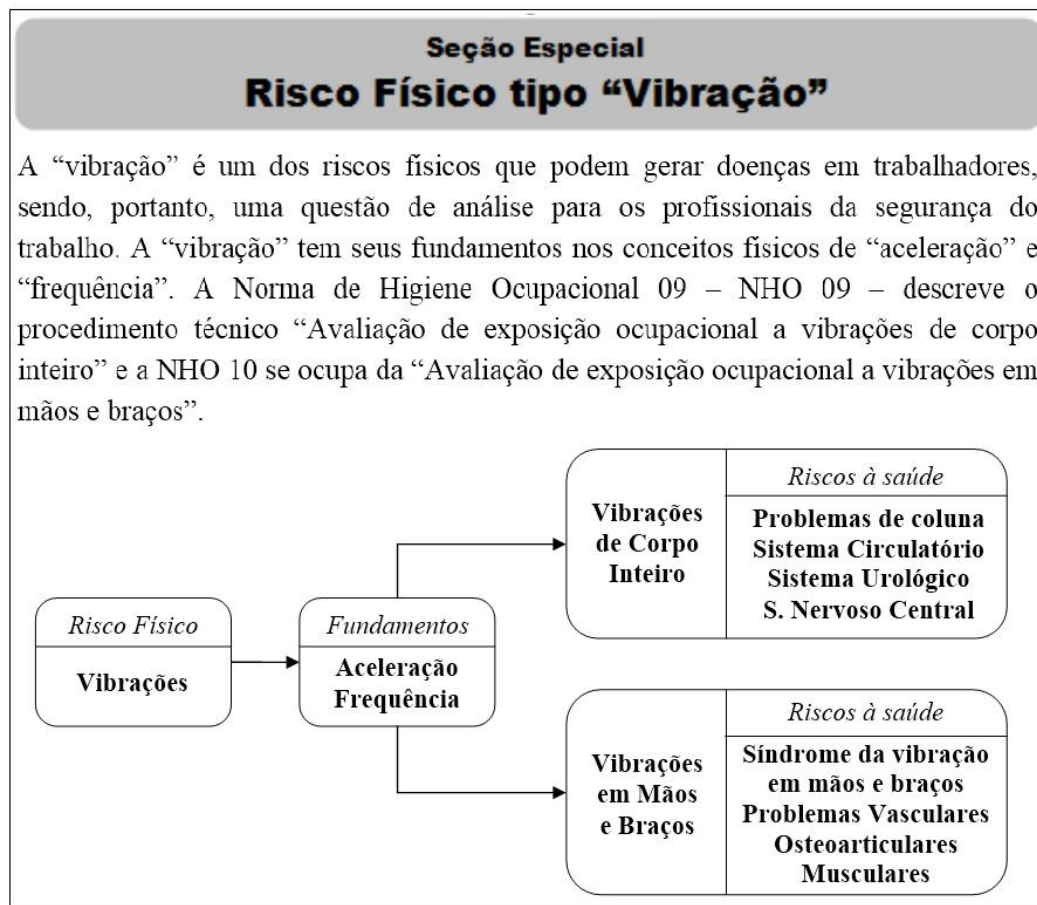 Seção Especial
Risco Físico tipo “Vibração”
A “vibração” é um dos riscos físicos que podem gerar doenças em trabalhadores,
sendo, portanto, uma questão de análise para os profissionais da segurança do
trabalho. A “vibração” tem seus fundamentos nos conceitos físicos de “aceleração” e
“frequência”. A Norma de Higiene Ocupacional 09 – NHO 09 – descreve o
procedimento técnico “Avaliação de exposição ocupacional a vibrações de corpo
inteiro” e a NHO 10 se ocupa da “Avaliação de exposição ocupacional a vibrações em
mãos e braços”.
Risco Físico
Vibrações
Fundamentos
Aceleração
Frequência
Vibrações
de Corpo
Inteiro
Riscos à saúde
Problemas de coluna
Sistema Circulatório
Sistema Urológico
S. Nervoso Central
Vibrações
em Mãos
e Braços
Riscos à saúde
Síndrome da vibração
em mãos e braços
Problemas Vasculares
Osteoarticulares
Musculares